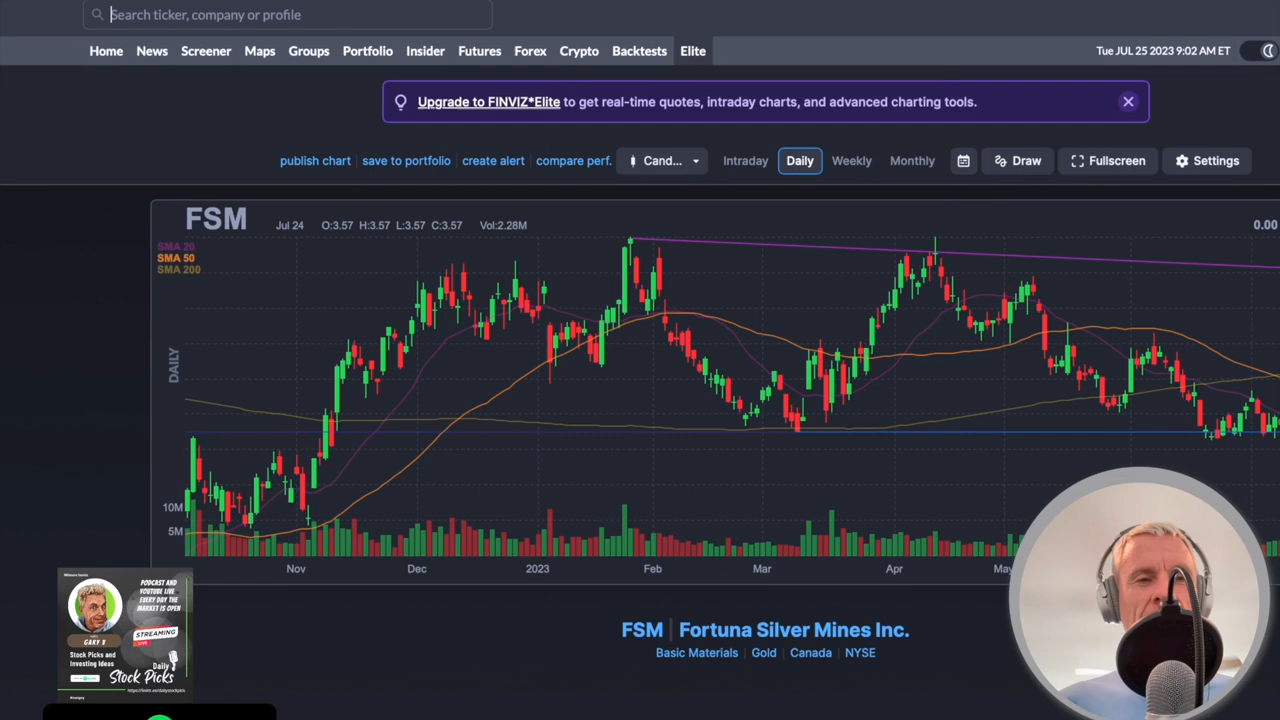 Search ticker, company or profile
Home News Screener Maps Groups Portfolio Insider Futures Forex Crypto Backtests Elite
Tue JUL 25 2023 9:02 AM ET
Upgrade to FINVIZ*Elite to get real-time quotes, intraday charts, and advanced charting tools.
publish chart save to portfolio create alert compare perf. Cand... Intraday Daily Weekly Monthly Draw Fullscreen Settings
FSM Jul 24 O:3.57 H:3.57 L:3.57 C:3.57 Vol:2.28M 0.00
SMA 20
SMA 50
SMA 200
DAILY
10M
5M
Nov Dec 2023 Feb Mar Apr May
FSM Fortuna Silver Mines Inc.
Basic Materials Gold Canada NYSE
PODCAST AND
YOUTUBE LIVE
EVERY DAY THE
MARKET IS OPEN
STREAMING
LIVE
Stock Picks and
Investing Ideas
Daily
Stock Picks